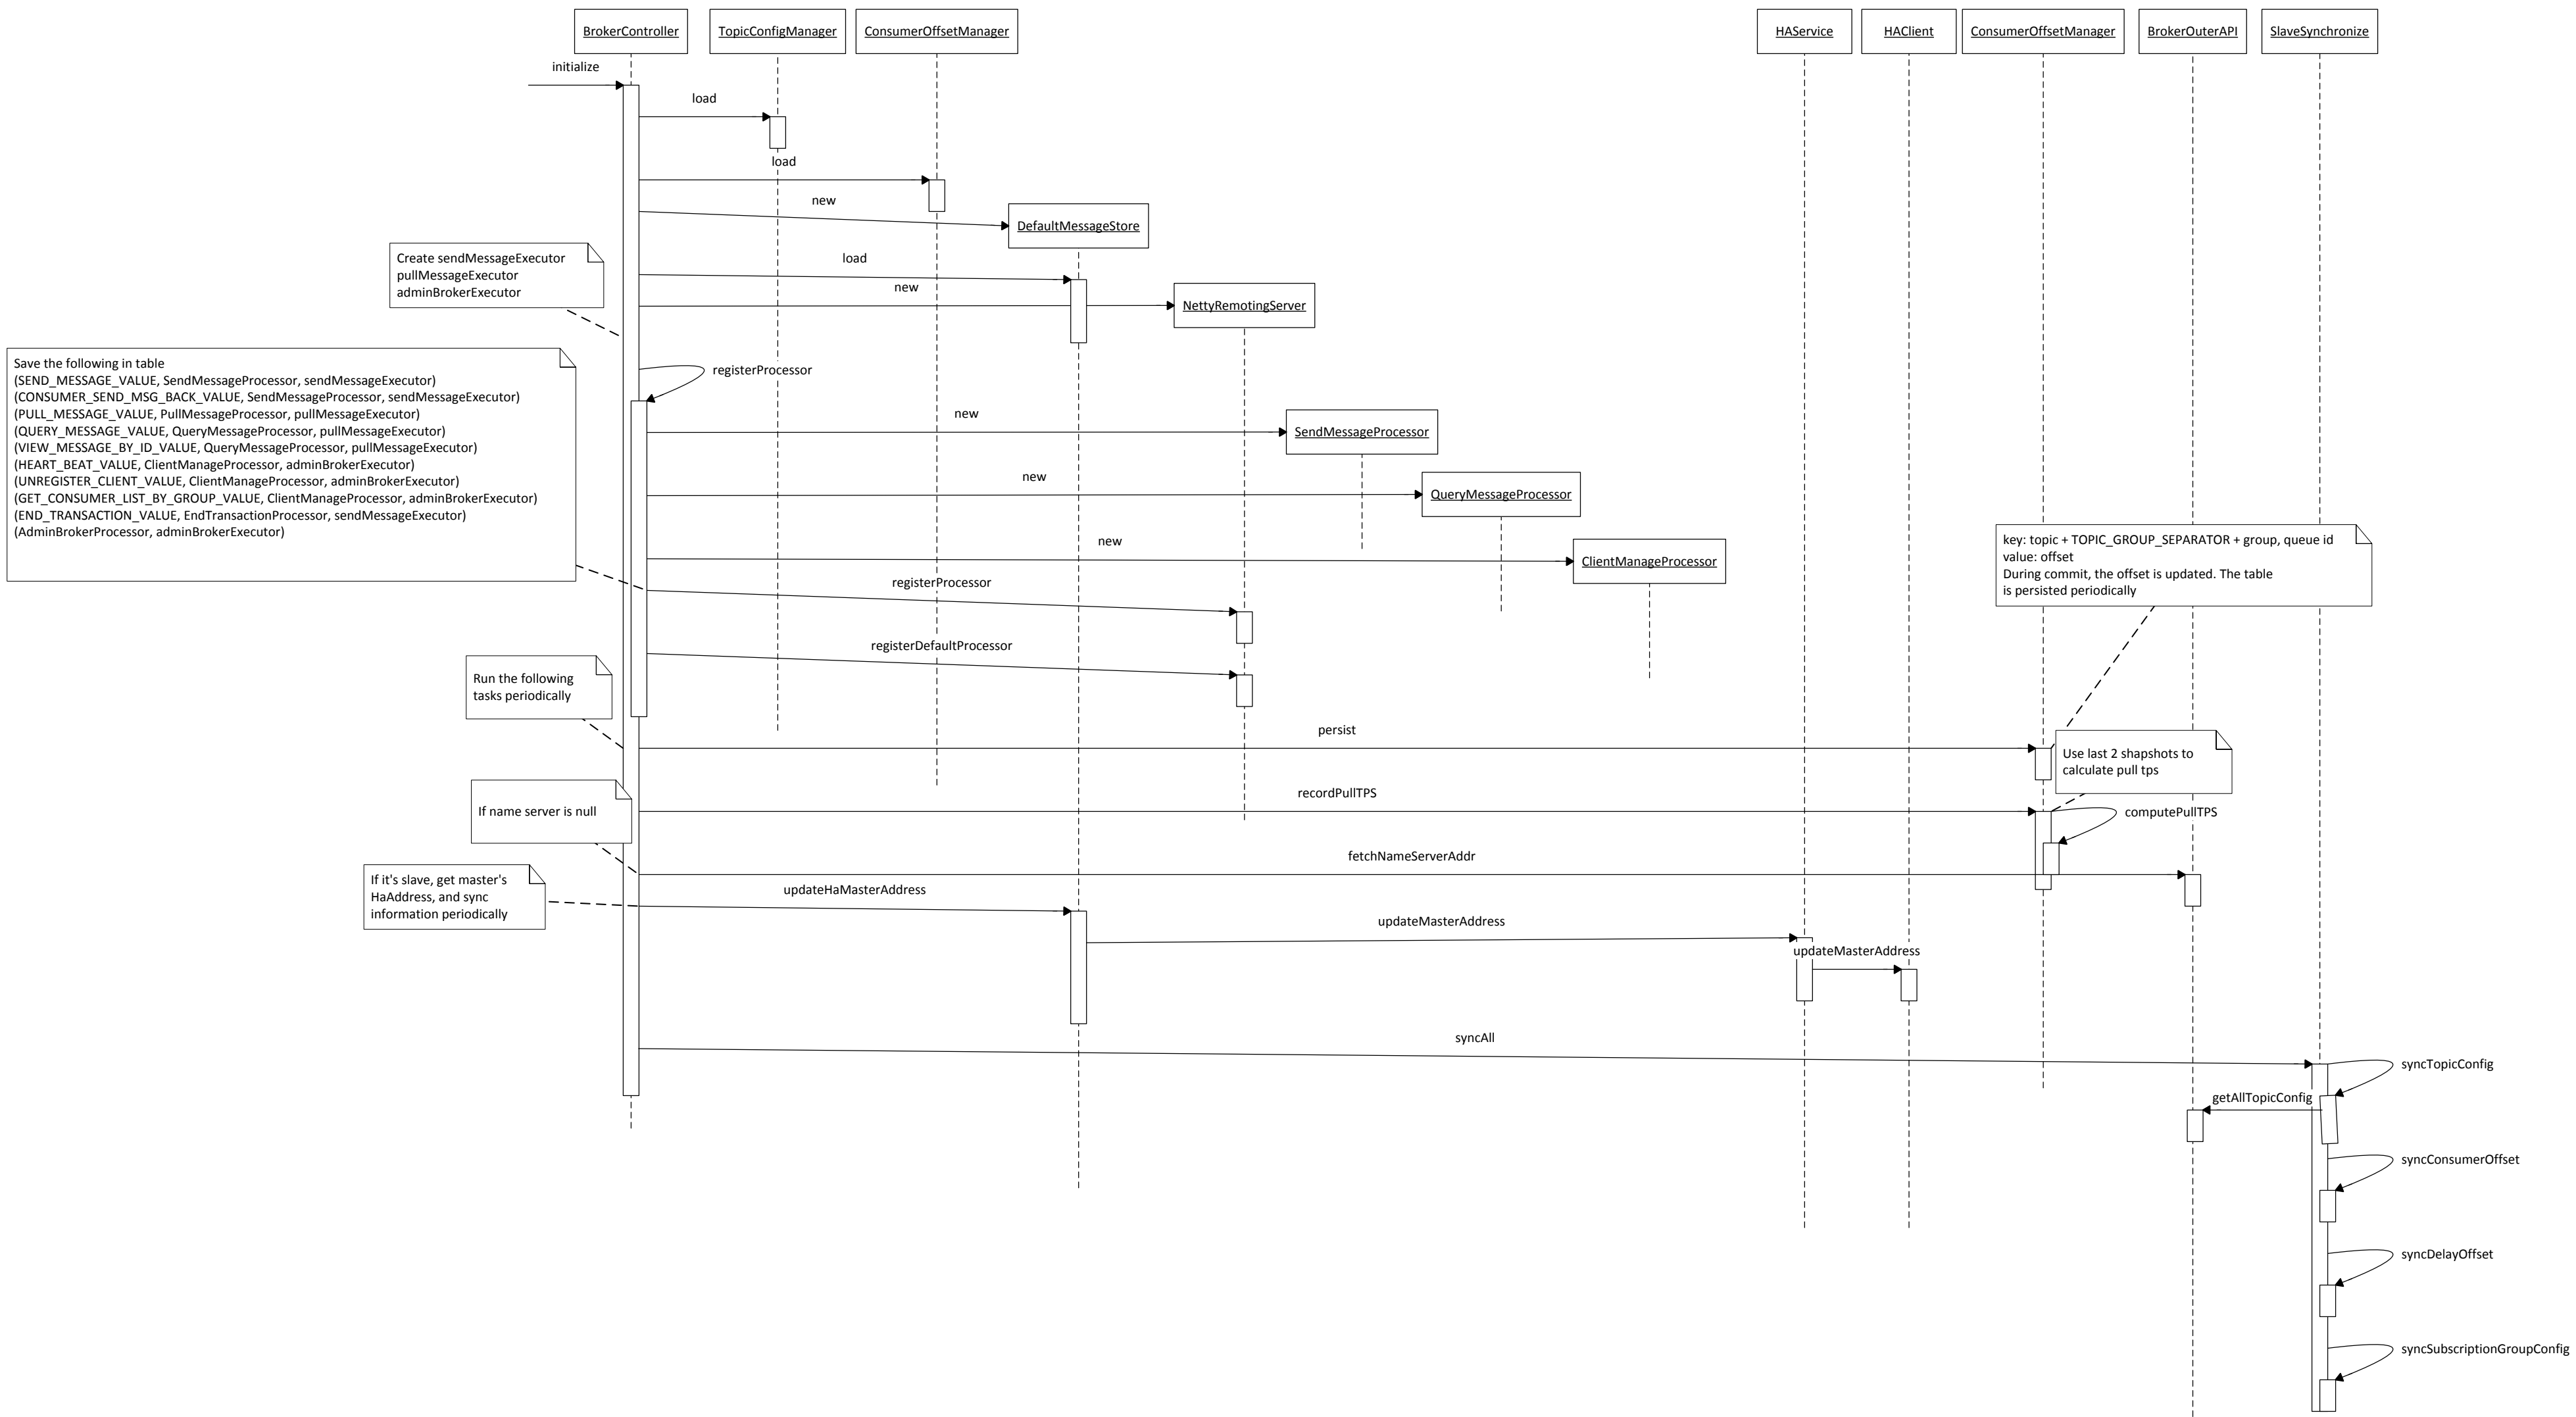 BrokerController
TopicConfigManager
ConsumerOffsetManager
HAService
HAClient
ConsumerOffsetManager
BrokerOuterAPI
SlaveSynchronize
initialize
load
load
new
DefaultMessageStore
Create sendMessageExecutor
pullMessageExecutor
adminBrokerExecutor
load
new
NettyRemotingServer
Save the following in table
(SEND_MESSAGE_VALUE, SendMessageProcessor, sendMessageExecutor)
(CONSUMER_SEND_MSG_BACK_VALUE, SendMessageProcessor, sendMessageExecutor)
(PULL_MESSAGE_VALUE, PullMessageProcessor, pullMessageExecutor)
(QUERY_MESSAGE_VALUE, QueryMessageProcessor, pullMessageExecutor)
(VIEW_MESSAGE_BY_ID_VALUE, QueryMessageProcessor, pullMessageExecutor)
(HEART_BEAT_VALUE, ClientManageProcessor, adminBrokerExecutor)
(UNREGISTER_CLIENT_VALUE, ClientManageProcessor, adminBrokerExecutor)
(GET_CONSUMER_LIST_BY_GROUP_VALUE, ClientManageProcessor, adminBrokerExecutor)
(END_TRANSACTION_VALUE, EndTransactionProcessor, sendMessageExecutor)
(AdminBrokerProcessor, adminBrokerExecutor)
registerProcessor
new
SendMessageProcessor
new
QueryMessageProcessor
new
ClientManageProcessor
key: topic + TOPIC_GROUP_SEPARATOR + group, queue id
value: offset
During commit, the offset is updated. The table
is persisted periodically
registerProcessor
registerDefaultProcessor
Run the following
tasks periodically
persist
Use last 2 shapshots to
calculate pull tps
If name server is null
recordPullTPS
computePullTPS
fetchNameServerAddr
If it's slave, get master's
HaAddress, and sync
information periodically
updateHaMasterAddress
updateMasterAddress
updateMasterAddress
syncAll
syncTopicConfig
getAllTopicConfig
syncConsumerOffset
syncDelayOffset
syncSubscriptionGroupConfig